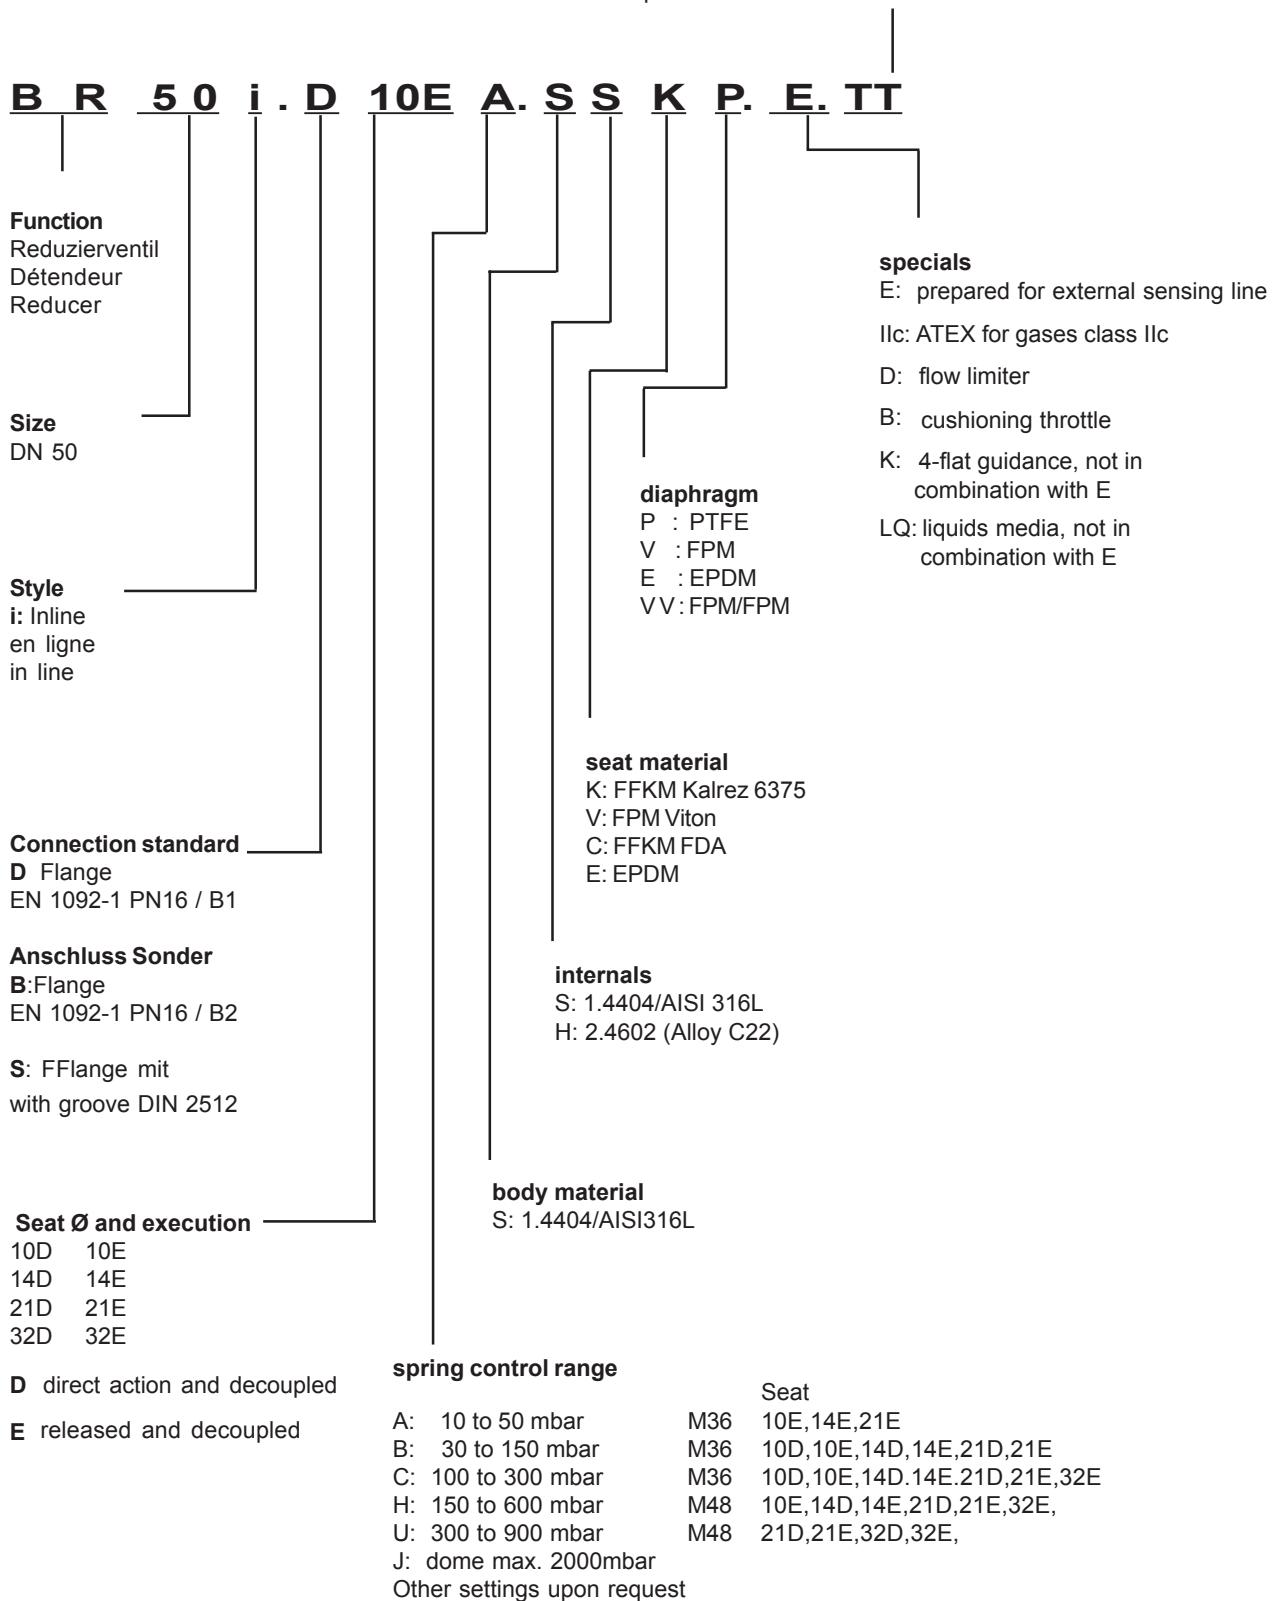 B R 50 i . D 10E A. S S K P. E. TT
Function
Reduzierventil
Détendeur
Reducer
Size
DN 50
Style
i: Inline
en ligne
in line
Connection standard
D Flange
EN 1092-1 PN16 / B1
Anschluss Sonder
B:Flange
EN 1092-1 PN16 / B2
S: FFlange mit
with groove DIN 2512
Seat Ø and execution
10D 10E
14D 14E
21D 21E
32D 32E
D direct action and decoupled
E released and decoupled
spring control range
Seat
A: 10 to 50 mbar M36 10E,14E,21E
B: 30 to 150 mbar M36 10D,10E,14D,14E,21D,21E
C: 100 to 300 mbar M36 10D,10E,14D.14E.21D,21E,32E
H: 150 to 600 mbar M48 10E,14D,14E,21D,21E,32E,
U: 300 to 900 mbar M48 21D,21E,32D,32E,
J: dome max. 2000mbar
Other settings upon request
body material
S: 1.4404/AISI316L
internals
S: 1.4404/AISI 316L
H: 2.4602 (Alloy C22)
seat material
K: FFKM Kalrez 6375
V: FPM Viton
C: FFKM FDA
E: EPDM
diaphragm
P : PTFE
V : FPM
E : EPDM
V V : FPM/FPM
specials
E: prepared for external sensing line
IIc: ATEX for gases class IIc
D: flow limiter
B: cushioning throttle
K: 4-flat guidance, not in
combination with E
LQ: liquids media, not in
combination with E